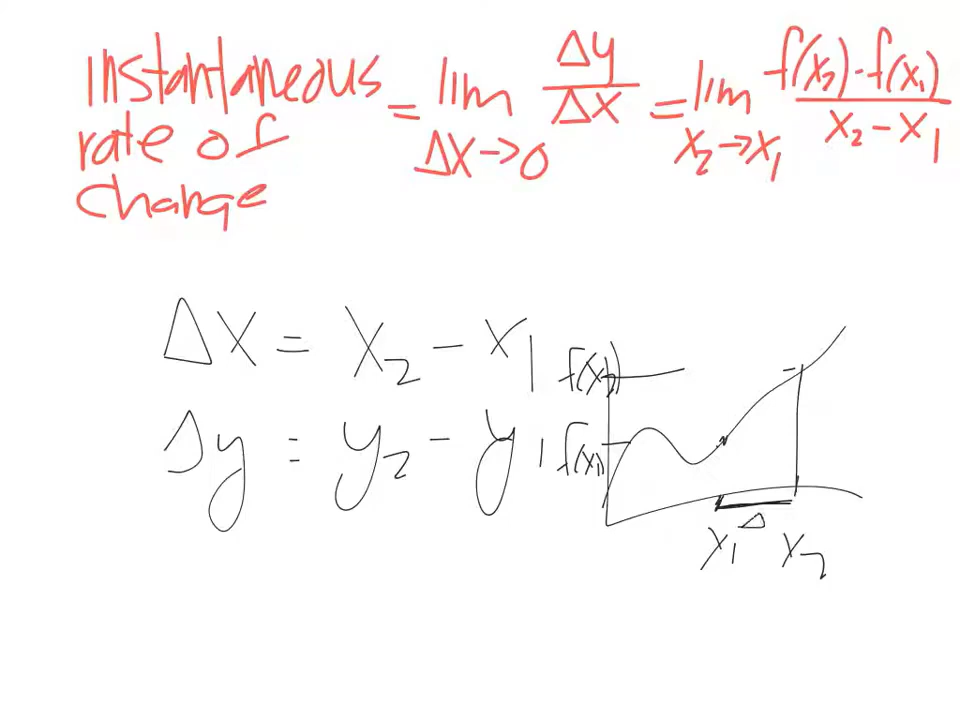 instantaneous rate of change = lim Δx→0 Δy/Δx = lim x₂→x₁ f(x₂)-f(x₁)/x₂-x₁
Δx = x₂ - x₁
Δy = y₂ - y₁
f(x₂)
f(x₁)
Δ
x₁ x₂